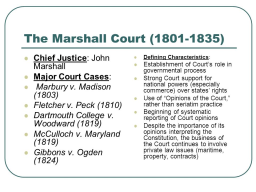 The Marshall Court (1801-1835)
Chief Justice: John
Marshall
Major Court Cases:
Marbury v. Madison
(1803)
Fletcher v. Peck (1810)
Dartmouth College v.
Woodward (1819)
McCulloch v. Maryland
(1819)
Gibbons v. Ogden
(1824)
Defining Characteristics:
Establishment of Court's role in
governmental process
Strong Court support for
national powers (especially
commerce) over states' rights
Use of "Opinions of the Court,"
rather than seriatim practice
Beginning of systematic
reporting of Court opinions
Despite the importance of its
opinions interpreting the
Constitution, the business of
the Court continues to involve
private law issues (maritime,
property, contracts)